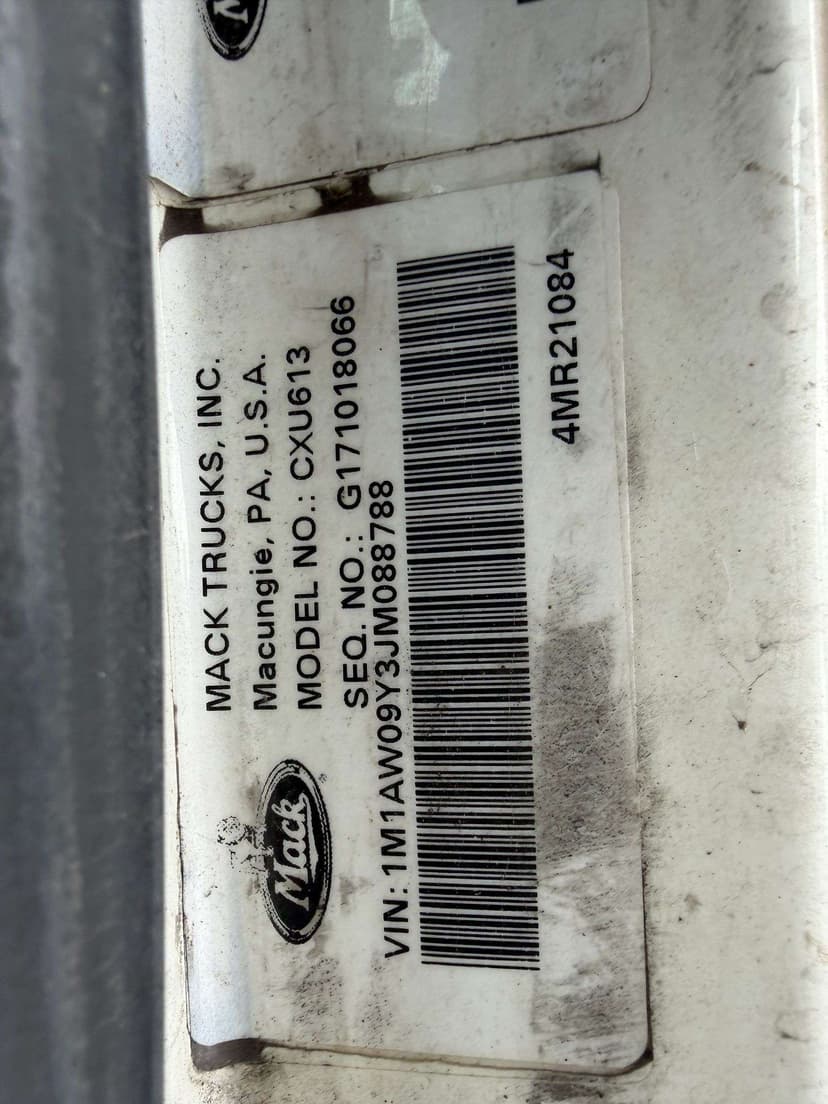 MACK TRUCKS, INC.
Macungie, PA, U.S.A.
MODEL NO.: CXU613
SEQ. NO.: G171018066
Mack
VIN: 1M1AW09Y3JM088788
4MR21084